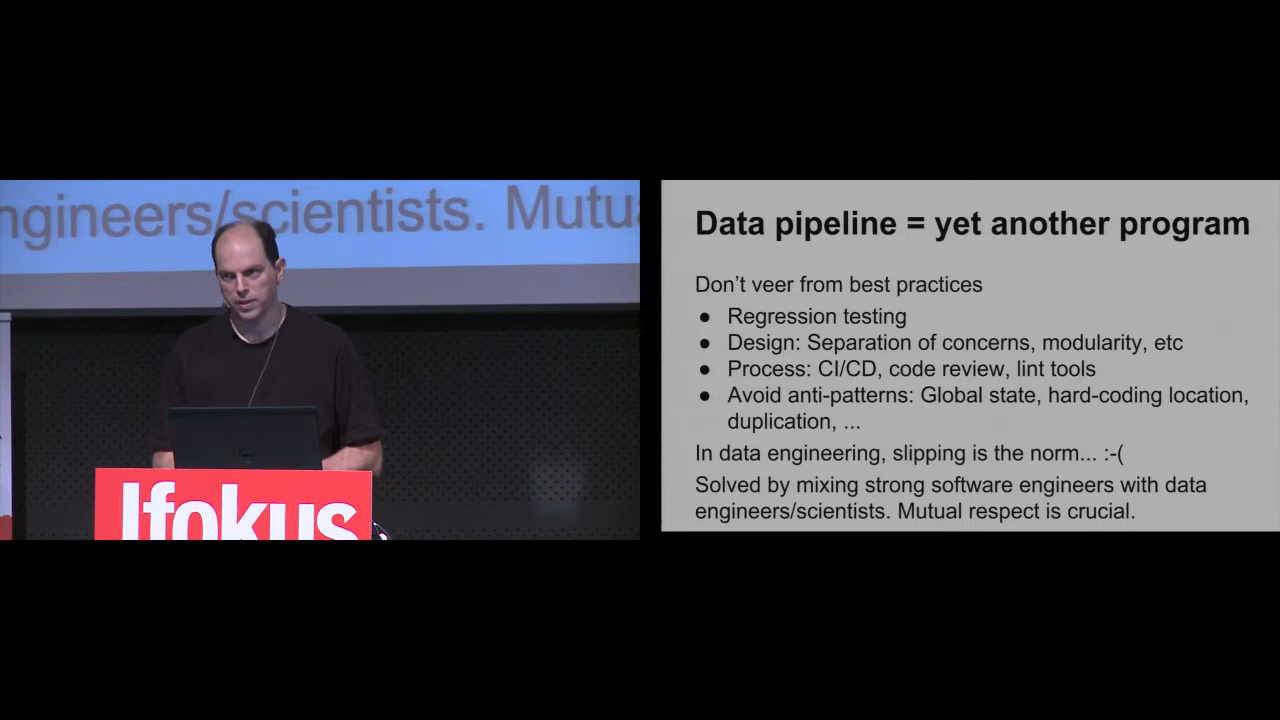 ngineers/scientists. Mutu
Ifokus
Data pipeline = yet another program
Don't veer from best practices
● Regression testing
● Design: Separation of concerns, modularity, etc
● Process: CI/CD, code review, lint tools
● Avoid anti-patterns: Global state, hard-coding location,
duplication, ...
In data engineering, slipping is the norm... :-(
Solved by mixing strong software engineers with data
engineers/scientists. Mutual respect is crucial.